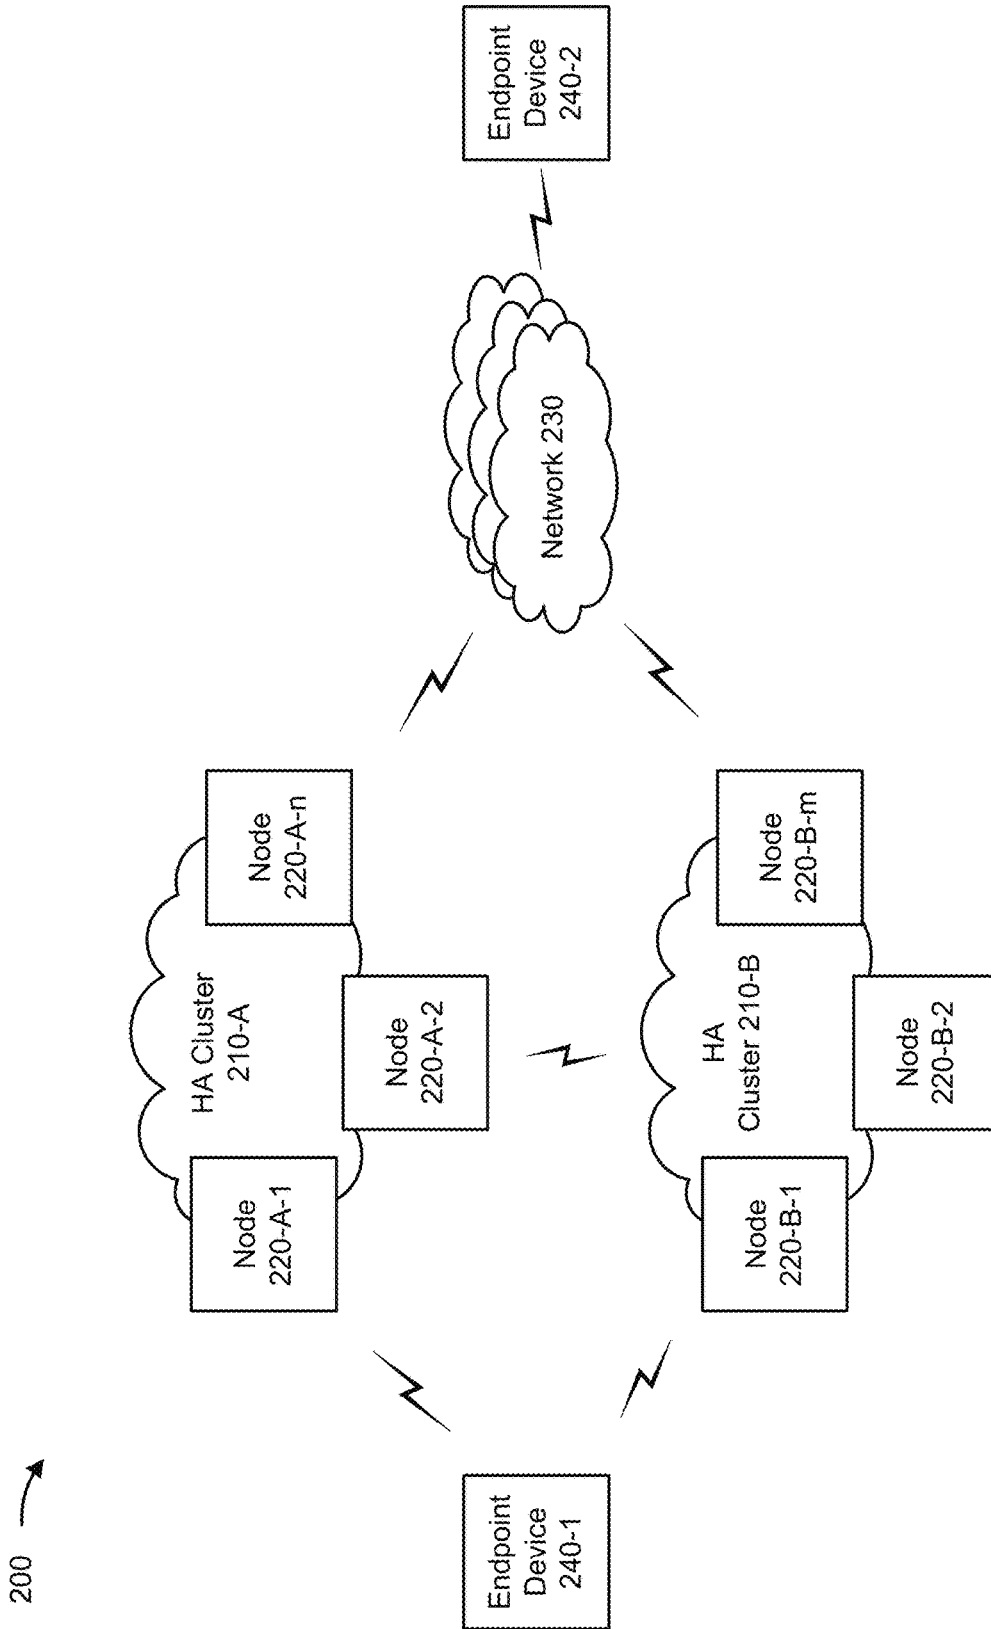 200
HA Cluster
210-A
Node
220-A-1
Node
220-A-2
Node
220-A-n
Endpoint
Device
240-1
Network 230
Endpoint
Device
240-2
HA
Cluster 210-B
Node
220-B-1
Node
220-B-2
Node
220-B-m